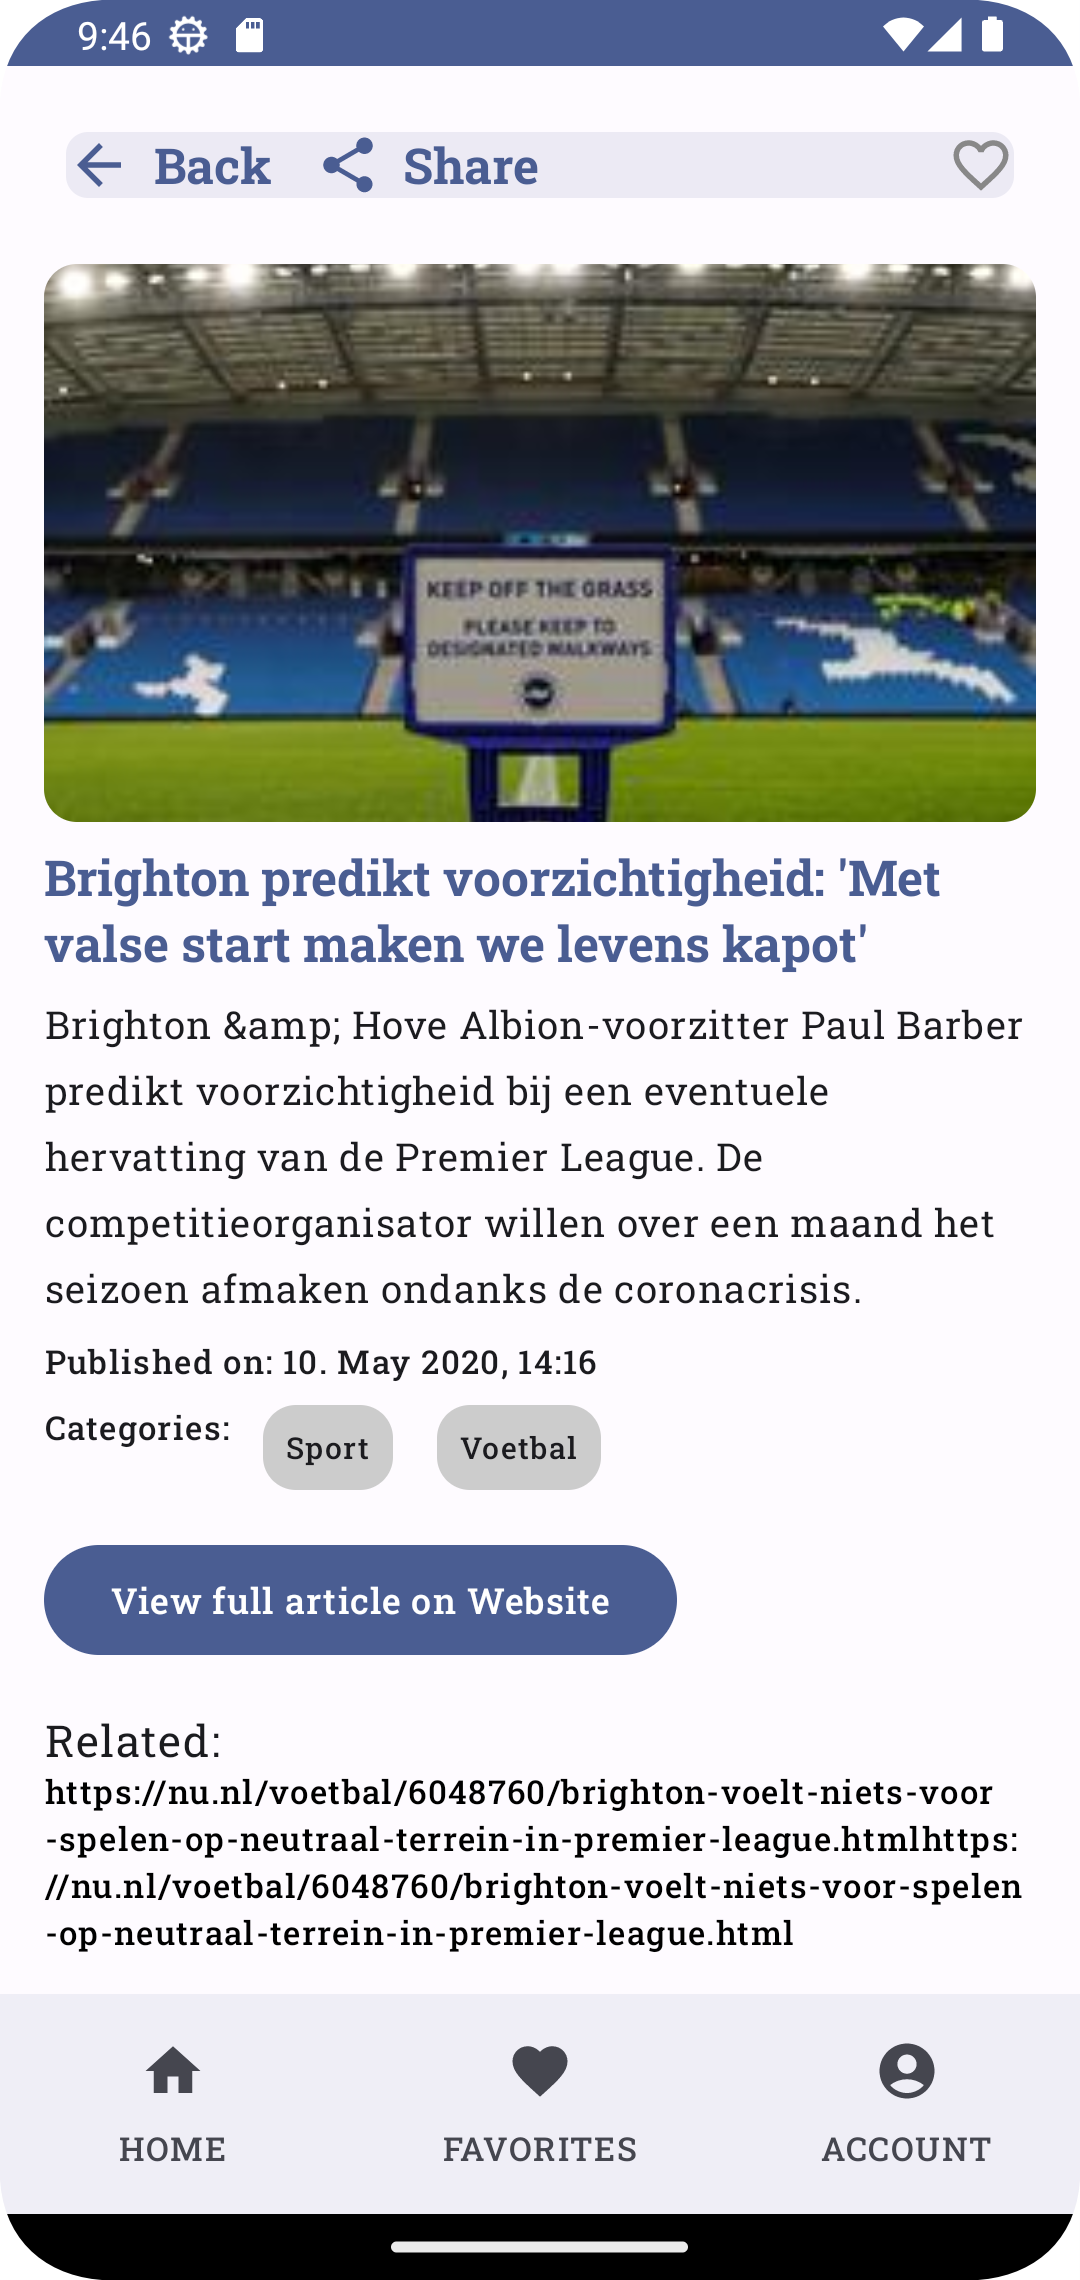 9:46
Back Share
KEEP OFF THE GRASS
PLEASE KEEP TO
DESIGNATED WALKWAYS
Brighton predikt voorzichtigheid: 'Met
valse start maken we levens kapot'
Brighton &amp; Hove Albion-voorzitter Paul Barber
predikt voorzichtigheid bij een eventuele
hervatting van de Premier League. De
competitieorganisator willen over een maand het
seizoen afmaken ondanks de coronacrisis.
Published on: 10. May 2020, 14:16
Categories: Sport Voetbal
View full article on Website
Related:
https://nu.nl/voetbal/6048760/brighton-voelt-niets-voor
-spelen-op-neutraal-terrein-in-premier-league.htmlhttps:
//nu.nl/voetbal/6048760/brighton-voelt-niets-voor-spelen
-op-neutraal-terrein-in-premier-league.html
HOME FAVORITES ACCOUNT